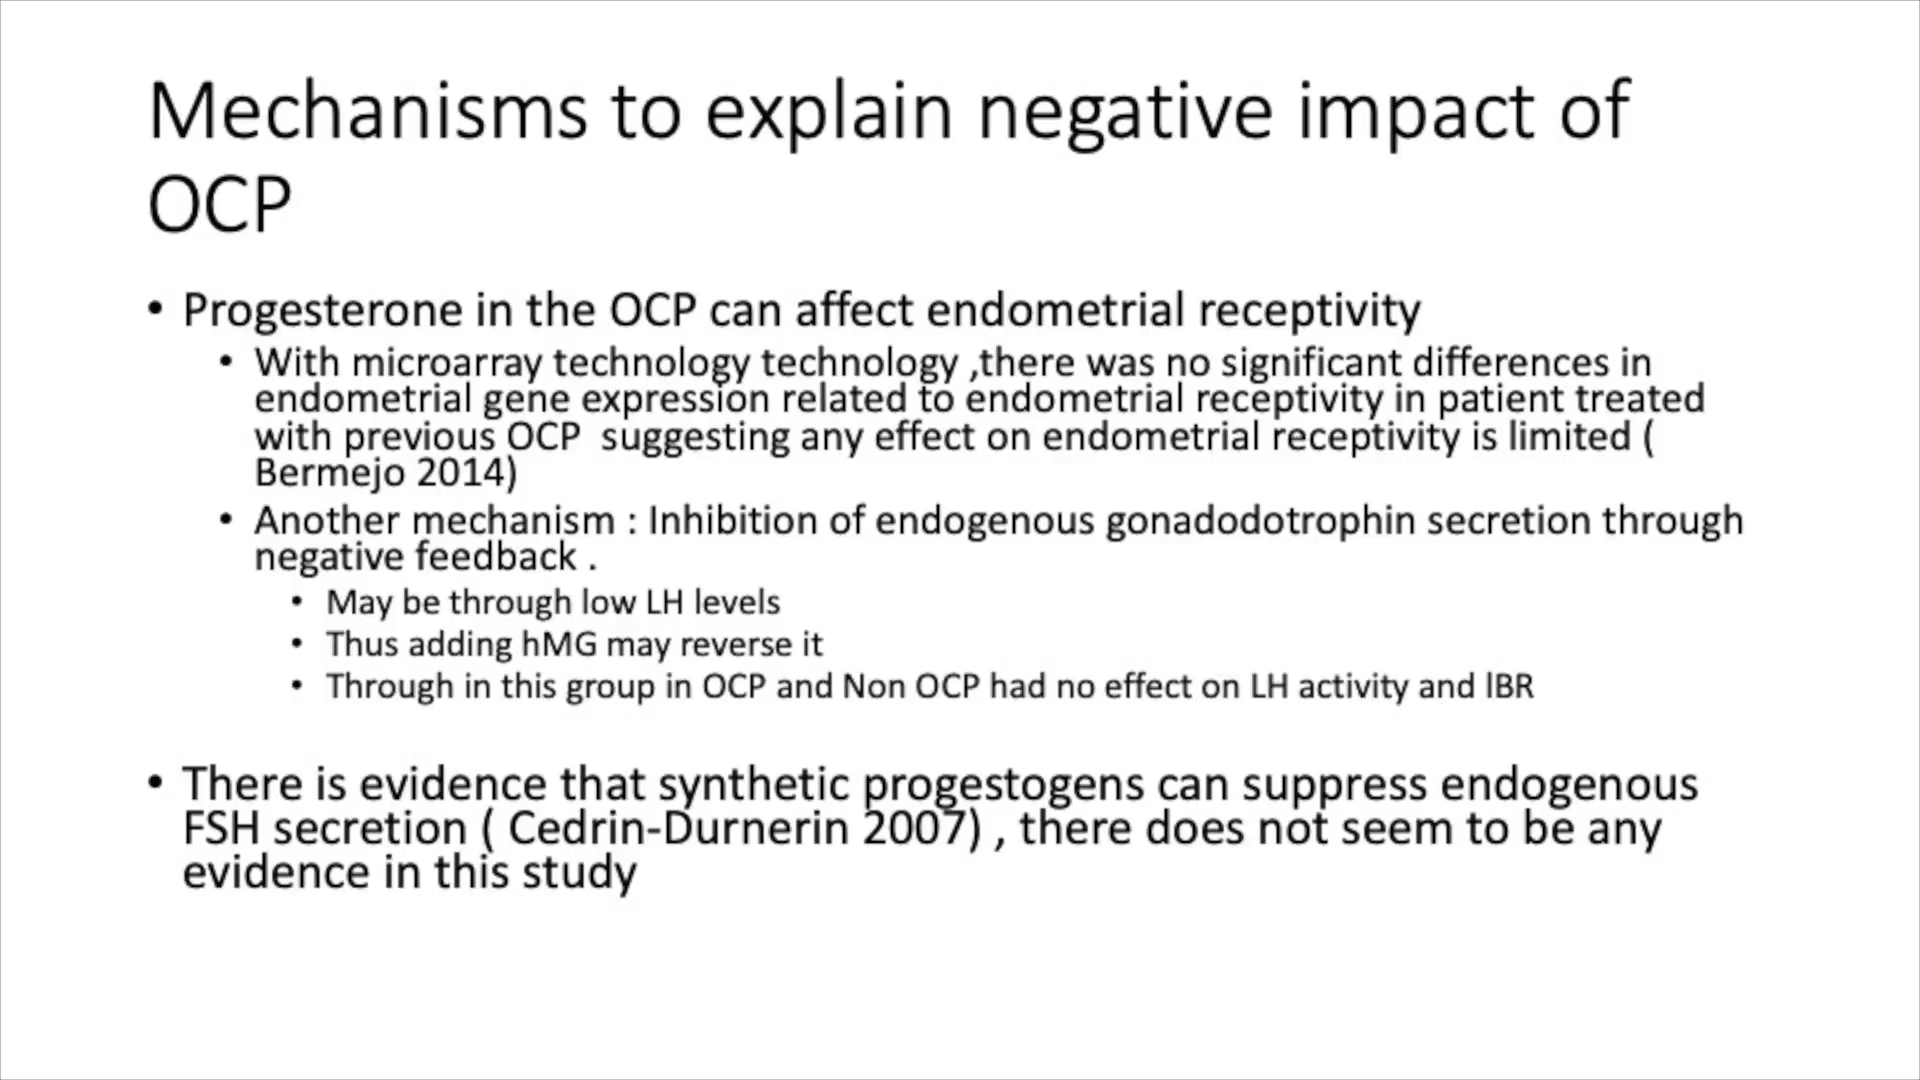 Mechanisms to explain negative impact of
OCP
• Progesterone in the OCP can affect endometrial receptivity
• With microarray technology technology ,there was no significant differences in
endometrial gene expression related to endometrial receptivity in patient treated
with previous OCP  suggesting any effect on endometrial receptivity is limited (
Bermejo 2014)
• Another mechanism : Inhibition of endogenous gonadodotrophin secretion through
negative feedback .
• May be through low LH levels
• Thus adding hMG may reverse it
• Through in this group in OCP and Non OCP had no effect on LH activity and lBR
• There is evidence that synthetic progestogens can suppress endogenous
FSH secretion ( Cedrin-Durnerin 2007) , there does not seem to be any
evidence in this study